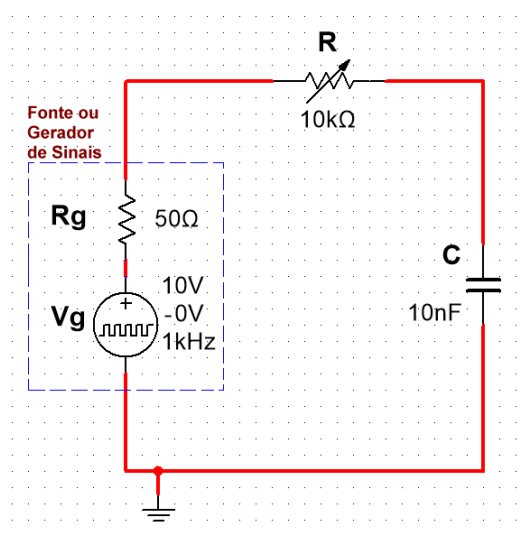 R
10kΩ
Fonte ou
Gerador
de Sinais
Rg
50Ω
C
10nF
Vg
+
10V
-0V
1kHz